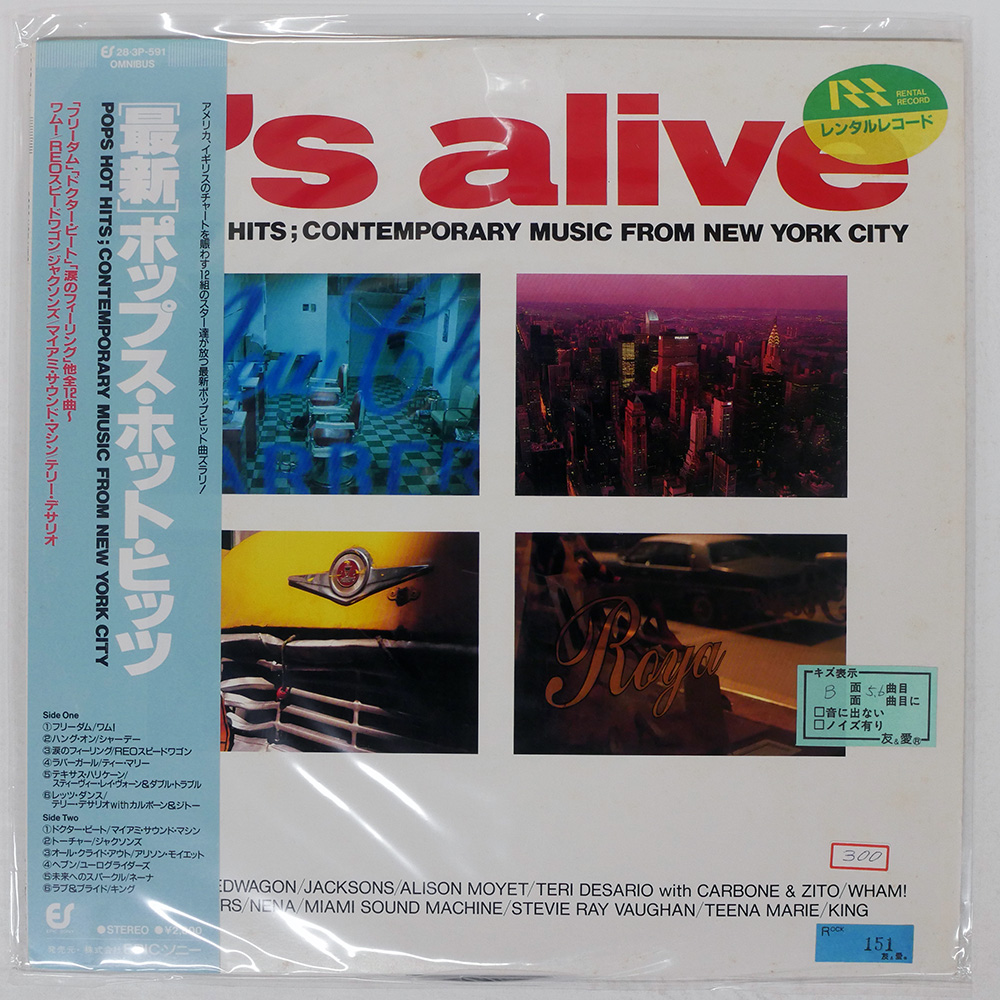 ES 28·3P-591
OMNIBUS
[最新]ポップス・ホット・ヒッツ
POPS HOT HITS ; CONTEMPORARY MUSIC FROM NEW YORK CITY
「フリーダム」「ドクター・ビート」「涙のフィーリング」他全12曲〜
ワム!/REOスピードワゴン/ジャクソンズ/マイアミ・サウンド・マシン/テリー・デサリオ
アメリカ、イギリスのチャートを賑わす12組のスター達が放つ最新ポップ・ヒット曲ズラリ!
Side One
①フリーダム/ワム!
②ハング・オン/シャーデー
③涙のフィーリング/REOスピードワゴン
④ラバーガール/ティー・マリー
⑤テキサス・ハリケーン/
スティーヴィー・レイ・ヴォーン&ダブル・トラブル
⑥レッツ・ダンス/
テリー・デサリオwithカルボーン&ジトー
Side Two
①ドクター・ビート/マイアミ・サウンド・マシン
②トーチャー/ジャクソンズ
③オール・クライド・アウト/アリソン・モイエット
④ヘブン/ユーログライダーズ
⑤未来へのスパークル/ネーナ
⑥ラブ&プライド/キング
●STEREO ●¥2,800
発売元・株式会社EPIC・ソニー
's alive
HITS ; CONTEMPORARY MUSIC FROM NEW YORK CITY
RR RENTAL
RECORD
レンタルレコード
BARBER
Roya
キズ表示
B 面 5.6 曲目
面 曲目に
□音に出ない
□ノイズ有り
友&愛®
300
EDWAGON/JACKSONS/ALISON MOYET/TERI DESARIO with CARBONE & ZITO/WHAM!
RS/NENA/MIAMI SOUND MACHINE/STEVIE RAY VAUGHAN/TEENA MARIE/KING
ROCK
151
友&愛®